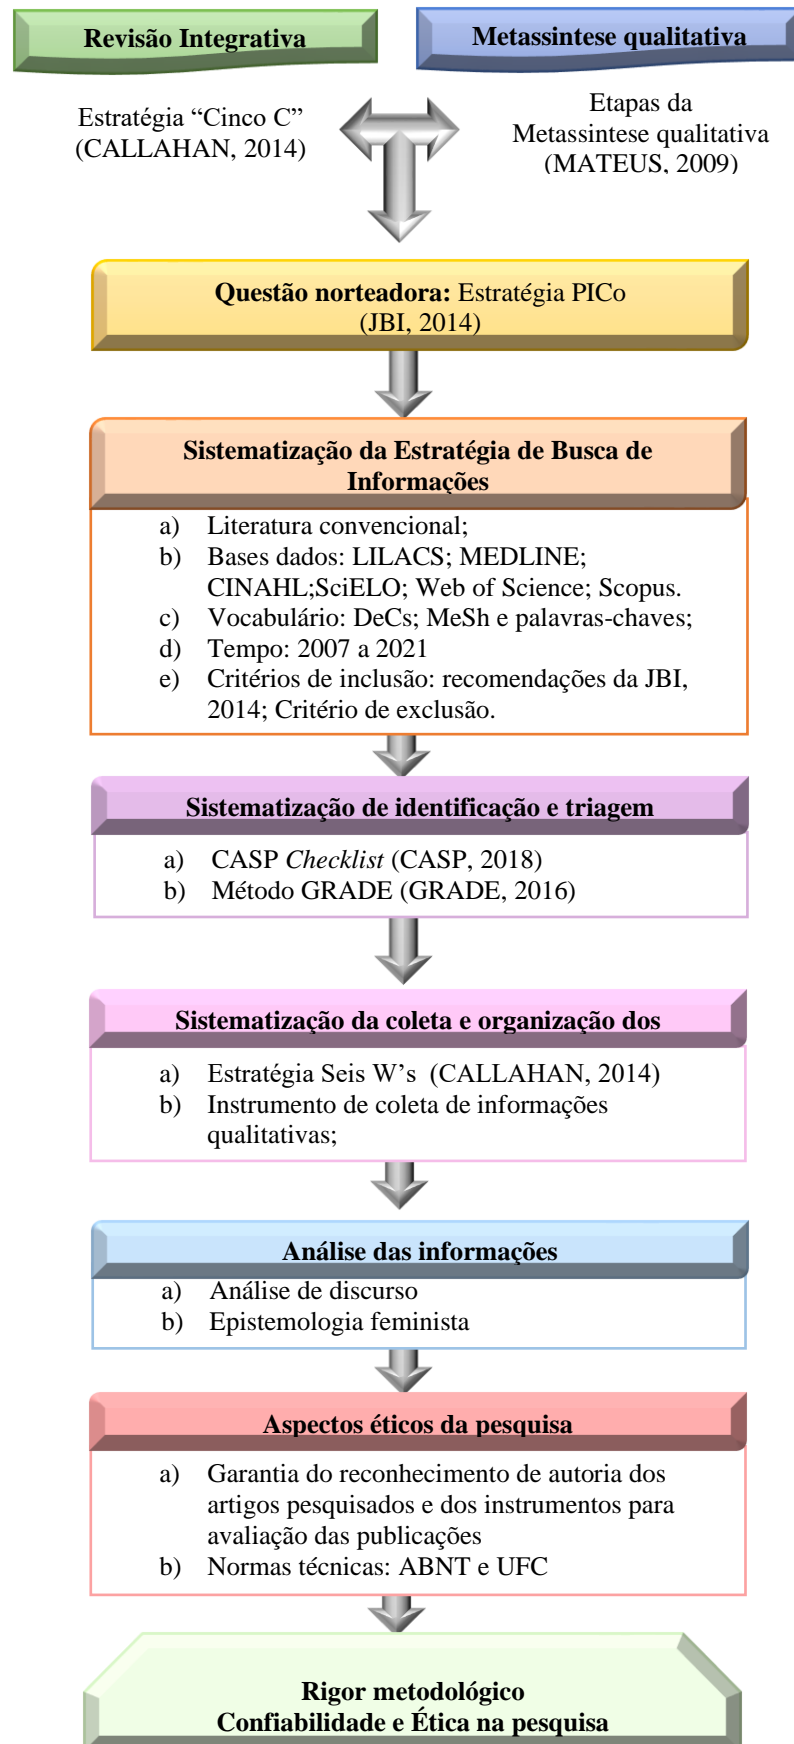 Revisão Integrativa
Metassintese qualitativa
Estratégia “Cinco C”
(CALLAHAN, 2014)
Etapas da
Metassintese qualitativa
(MATEUS, 2009)
Questão norteadora: Estratégia PICo
(JBI, 2014)
Sistematização da Estratégia de Busca de
Informações
a) Literatura convencional;
b) Bases dados: LILACS; MEDLINE;
CINAHL;SciELO; Web of Science; Scopus.
c) Vocabulário: DeCs; MeSh e palavras-chaves;
d) Tempo: 2007 a 2021
e) Critérios de inclusão: recomendações da JBI,
2014; Critério de exclusão.
Sistematização de identificação e triagem
a) CASP Checklist (CASP, 2018)
b) Método GRADE (GRADE, 2016)
Sistematização da coleta e organização dos
a) Estratégia Seis W’s (CALLAHAN, 2014)
b) Instrumento de coleta de informações
qualitativas;
Análise das informações
a) Análise de discurso
b) Epistemologia feminista
Aspectos éticos da pesquisa
a) Garantia do reconhecimento de autoria dos
artigos pesquisados e dos instrumentos para
avaliação das publicações
b) Normas técnicas: ABNT e UFC
Rigor metodológico
Confiabilidade e Ética na pesquisa